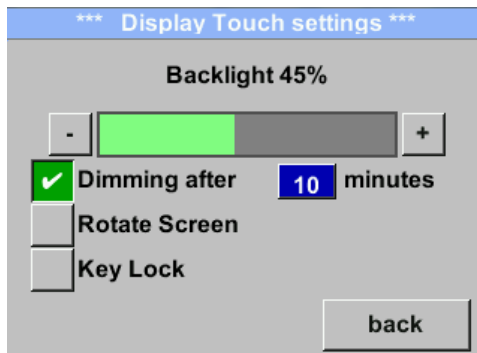 *** Display Touch settings ***
Backlight 45%
- +
Dimming after 10 minutes
Rotate Screen
Key Lock
back